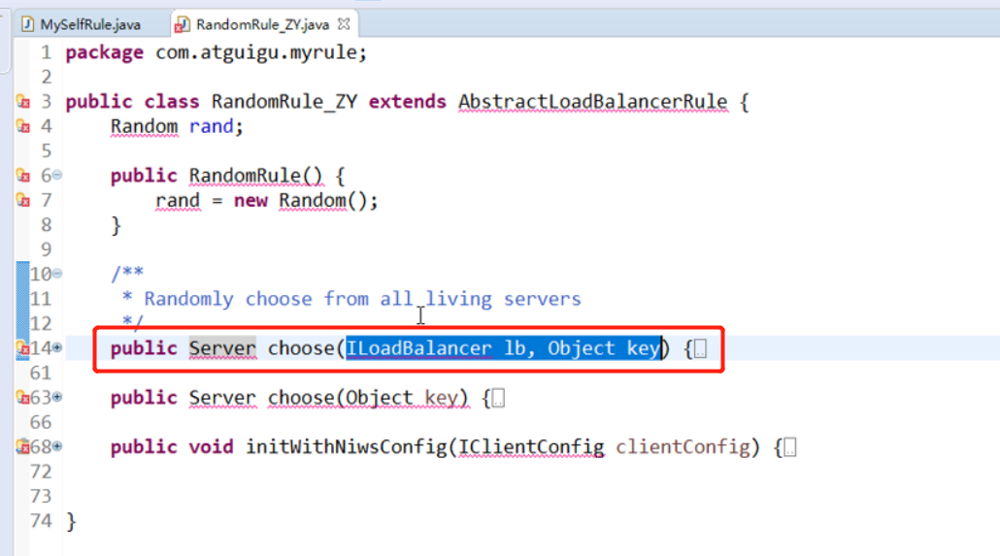 MySelfRule.java RandomRule_ZY.java
1 package com.atguigu.myrule;
2
3 public class RandomRule_ZY extends AbstractLoadBalancerRule {
4 Random rand;
5
6 public RandomRule() {
7 rand = new Random();
8 }
9
10 /**
11 * Randomly choose from all living servers
12 */
14 public Server choose(ILoadBalancer lb, Object key) {
61
63 public Server choose(Object key) {
66
68 public void initWithNiwsConfig(IClientConfig clientConfig) {
72
73
74 }